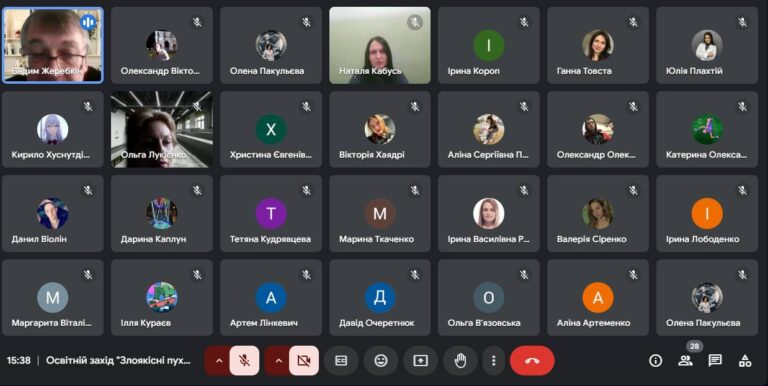 Вадим Жеребкін
Олександр Вікто...
Олена Пакульєва
Наталя Кабусь
І
Ірина Короп
Ганна Товста
Юлія Плахтій
Кирило Хуснутді...
Ольга Лукієнко
Х
Христина Євгенів...
Вікторія Хаядрі
Аліна Сергіївна П...
Олександр Олек...
Катерина Олекса...
Данил Віолін
Дарина Каплун
Т
Тетяна Кудрявцева
М
Марина Ткаченко
Ірина Василівна Р...
Валерія Сіренко
І
Ірина Лободенко
М
Маргарита Віталі...
Ілля Кураєв
А
Артем Лінкевич
Д
Давід Очеретнюк
О
Ольга В'язовська
А
Аліна Артеменко
Олена Пакульєва
15:38 | Освітній захід "Злоякісні пух...
28